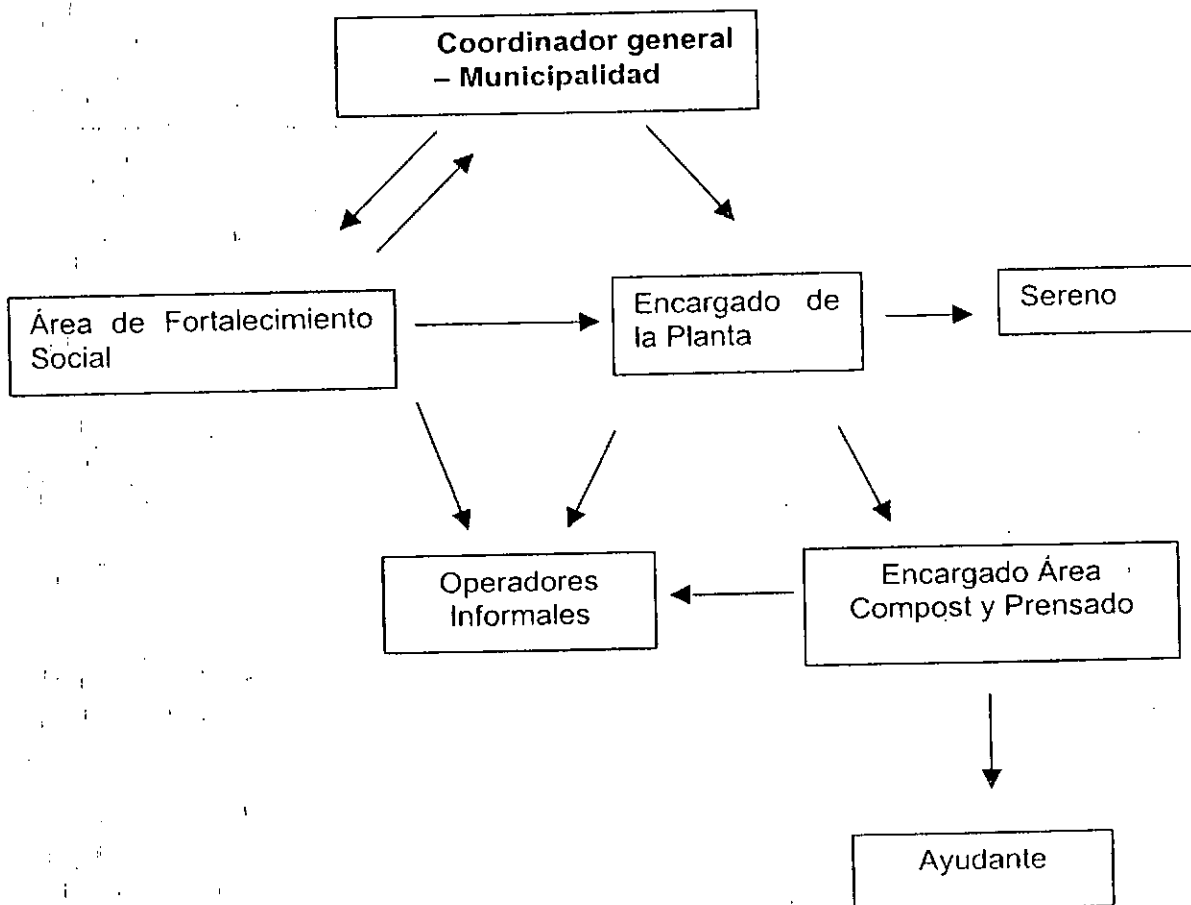 Coordinador general
– Municipalidad
Área de Fortalecimiento
Social
Encargado de
la Planta
Sereno
Operadores
Informales
Encargado Área
Compost y Prensado
Ayudante